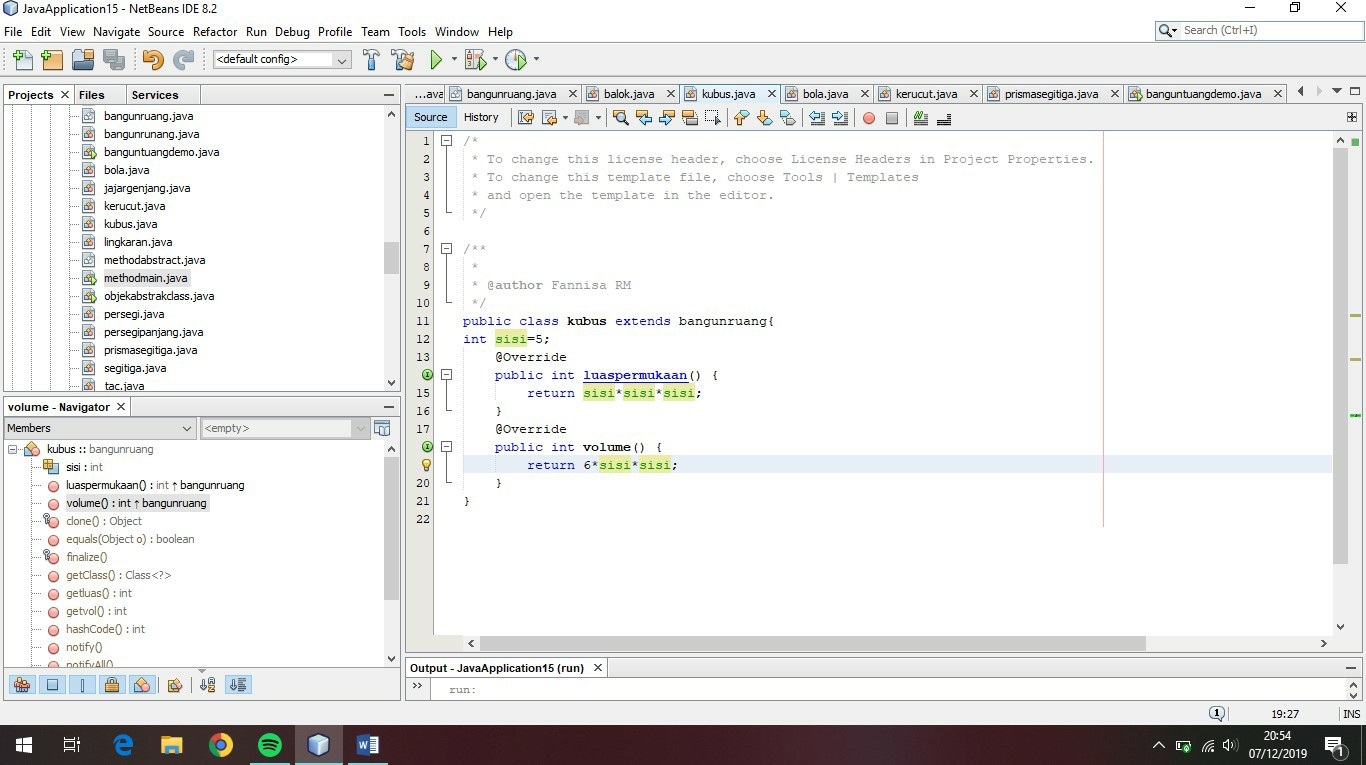 JavaApplication15 - NetBeans IDE 8.2
File Edit View Navigate Source Refactor Run Debug Profile Team Tools Window Help
Search (Ctrl+I)
<default config>
Projects Files Services
bangunruang.java
bangunrunang.java
banguntuangdemo.java
bola.java
jajargenjang.java
kerucut.java
kubus.java
lingkaran.java
methodabstract.java
methodmain.java
objekabstrakclass.java
persegi.java
persegipanjang.java
prismasegitiga.java
segitiga.java
tac.java
volume - Navigator
Members <empty>
kubus :: bangunruang
sisi : int
luaspermukaan() : int ↑ bangunruang
volume() : int ↑ bangunruang
clone() : Object
equals(Object o) : boolean
finalize()
getClass() : Class<?>
getluas() : int
getvol() : int
hashCode() : int
notify()
notifyAll()
...ava bangunruang.java balok.java kubus.java bola.java kerucut.java prismasegitiga.java banguntuangdemo.java
Source History
1 /*
2 * To change this license header, choose License Headers in Project Properties.
3 * To change this template file, choose Tools | Templates
4 * and open the template in the editor.
5 */
6
7 /**
8 *
9 * @author Fannisa RM
10 */
11 public class kubus extends bangunruang{
12 int sisi=5;
13 @Override
public int luaspermukaan() {
15 return sisi*sisi*sisi;
16 }
17 @Override
public int volume() {
return 6*sisi*sisi;
20 }
21 }
22
Output - JavaApplication15 (run)
run:
1 19:27 INS
20:54
07/12/2019
1